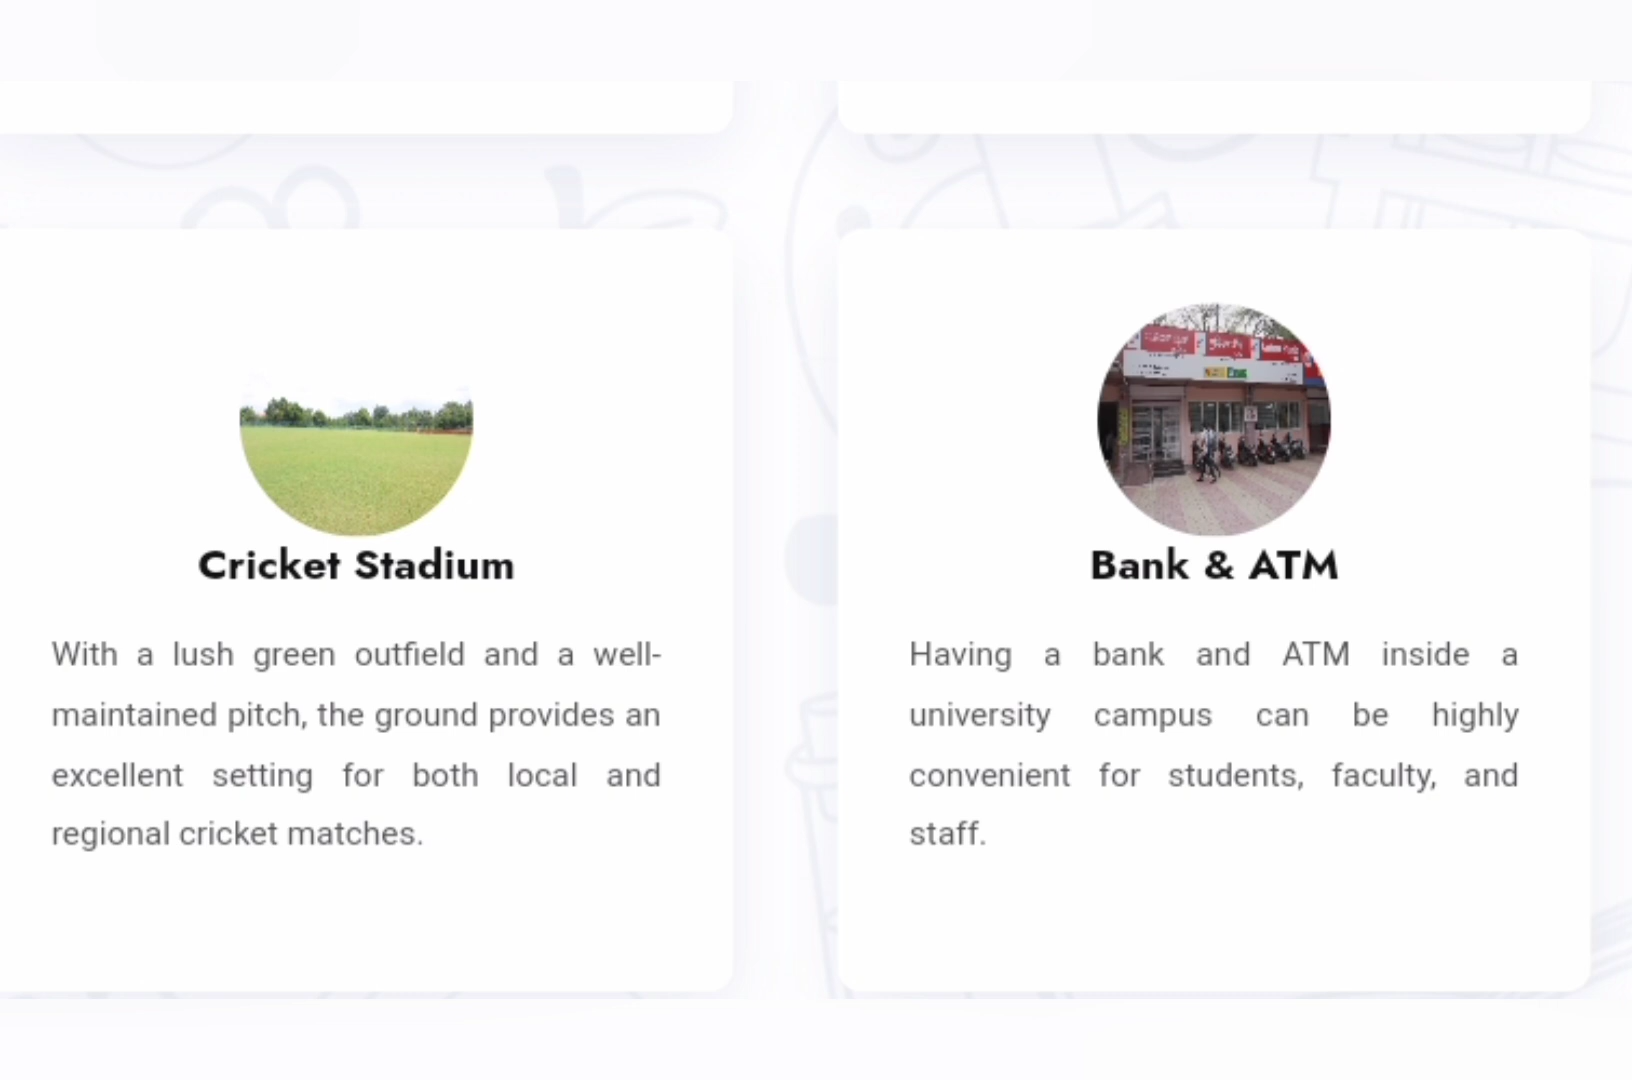 Cricket Stadium
With a lush green outfield and a well-
maintained pitch, the ground provides an
excellent setting for both local and
regional cricket matches.
Bank & ATM
Having a bank and ATM inside a
university campus can be highly
convenient for students, faculty, and
staff.